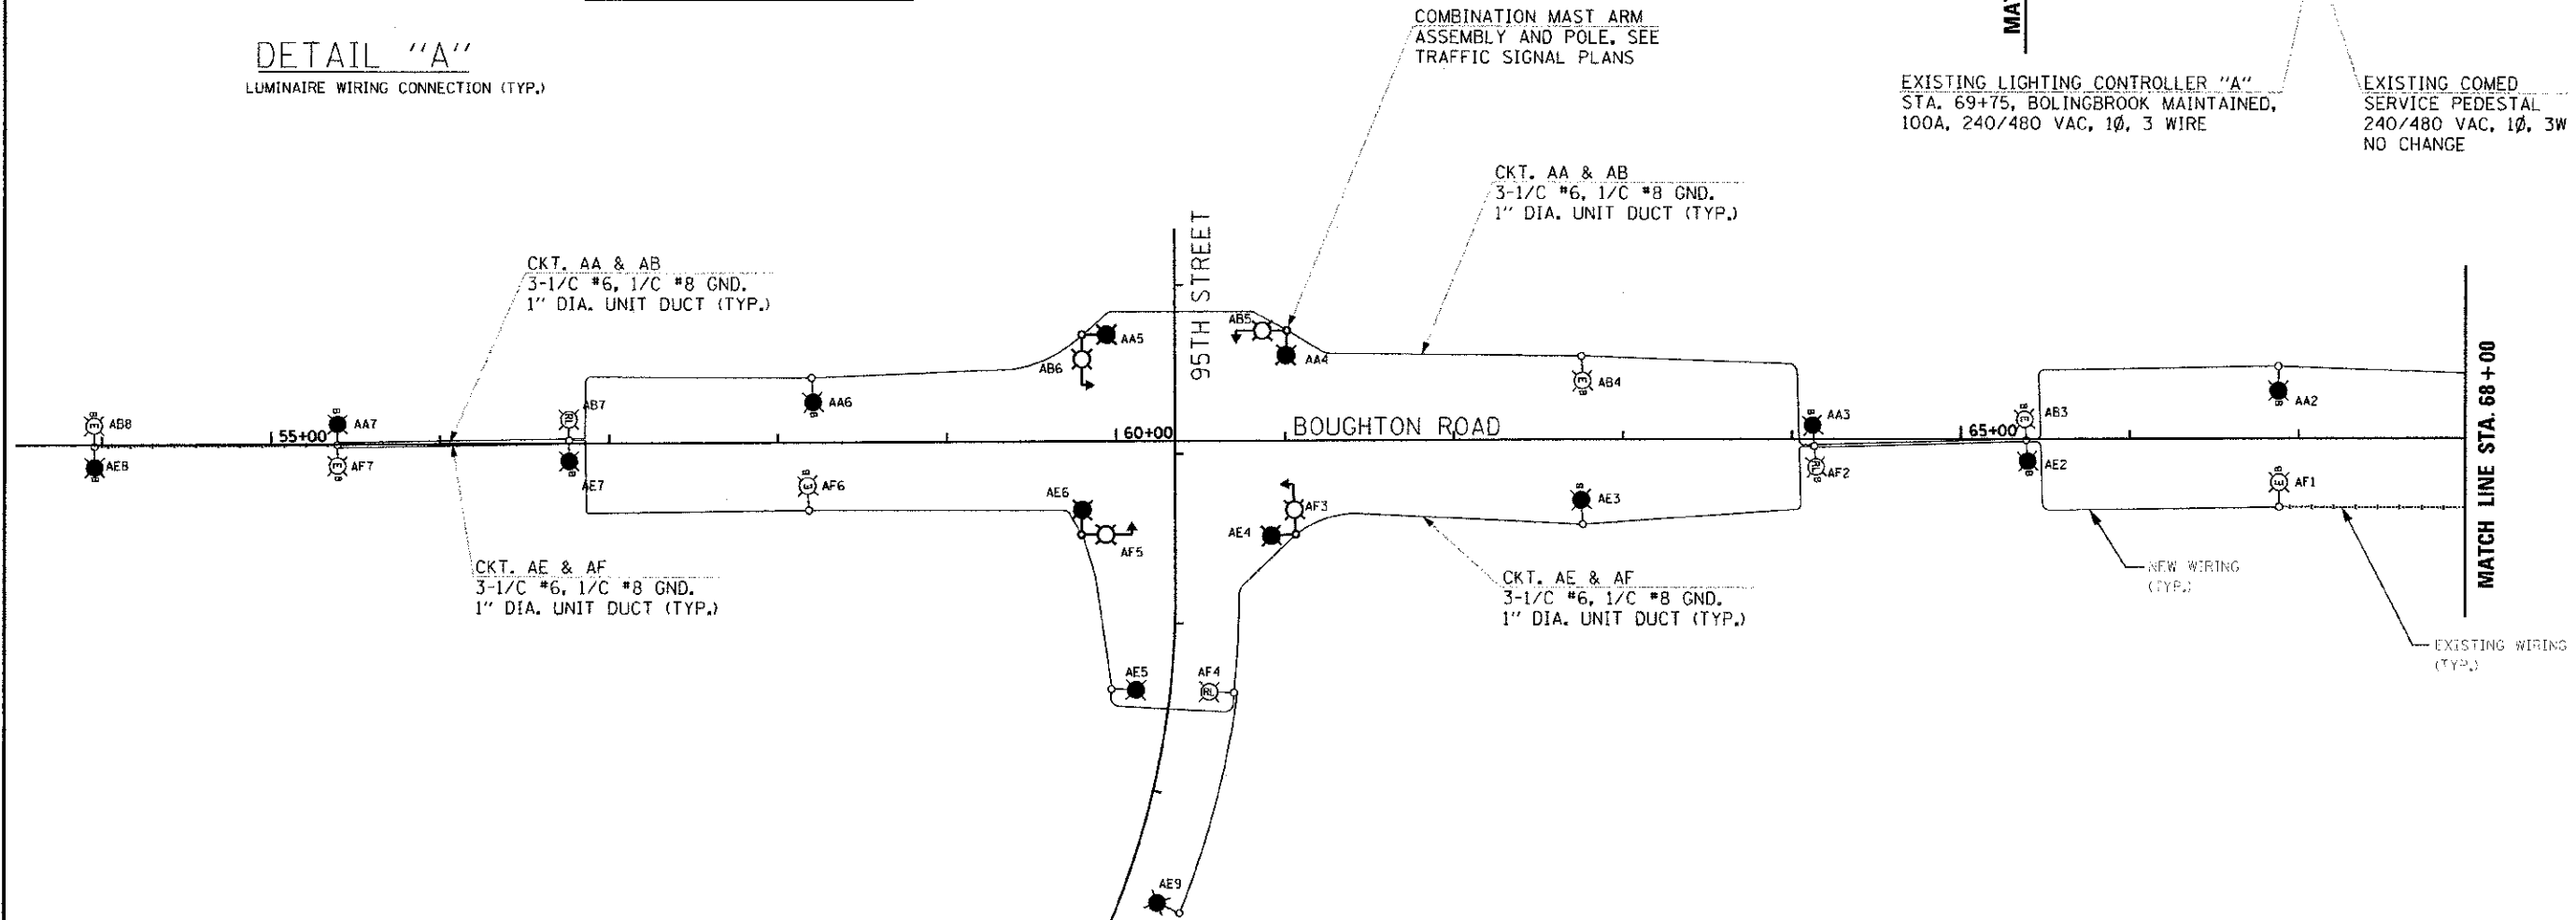 DETAIL "A"
LUMINAIRE WIRING CONNECTION (TYP.)
COMBINATION MAST ARM
ASSEMBLY AND POLE, SEE
TRAFFIC SIGNAL PLANS
EXISTING LIGHTING CONTROLLER "A"
STA. 69+75, BOLINGBROOK MAINTAINED,
100A, 240/480 VAC, 1Ø, 3 WIRE
EXISTING COMED
SERVICE PEDESTAL
240/480 VAC, 1Ø, 3W
NO CHANGE
CKT. AA & AB
3-1/C #6, 1/C #8 GND.
1" DIA. UNIT DUCT (TYP.)
CKT. AA & AB
3-1/C #6, 1/C #8 GND.
1" DIA. UNIT DUCT (TYP.)
95TH STREET
AA5
AB6
AB5
AA4
AB4
AA6
AB8
AE8
55+00
AA7
AF7
AB7
AE7
60+00
BOUGHTON ROAD
AA3
AF2
65+00
AB3
AE2
AA2
AF1
MATCH LINE STA. 68+00
AF6
AE6
AF5
AF3
AE4
AE3
CKT. AE & AF
3-1/C #6, 1/C #8 GND.
1" DIA. UNIT DUCT (TYP.)
CKT. AE & AF
3-1/C #6, 1/C #8 GND.
1" DIA. UNIT DUCT (TYP.)
NEW WIRING
(TYP.)
EXISTING WIRING
(TYP.)
AE5
AF4
RL
AE9